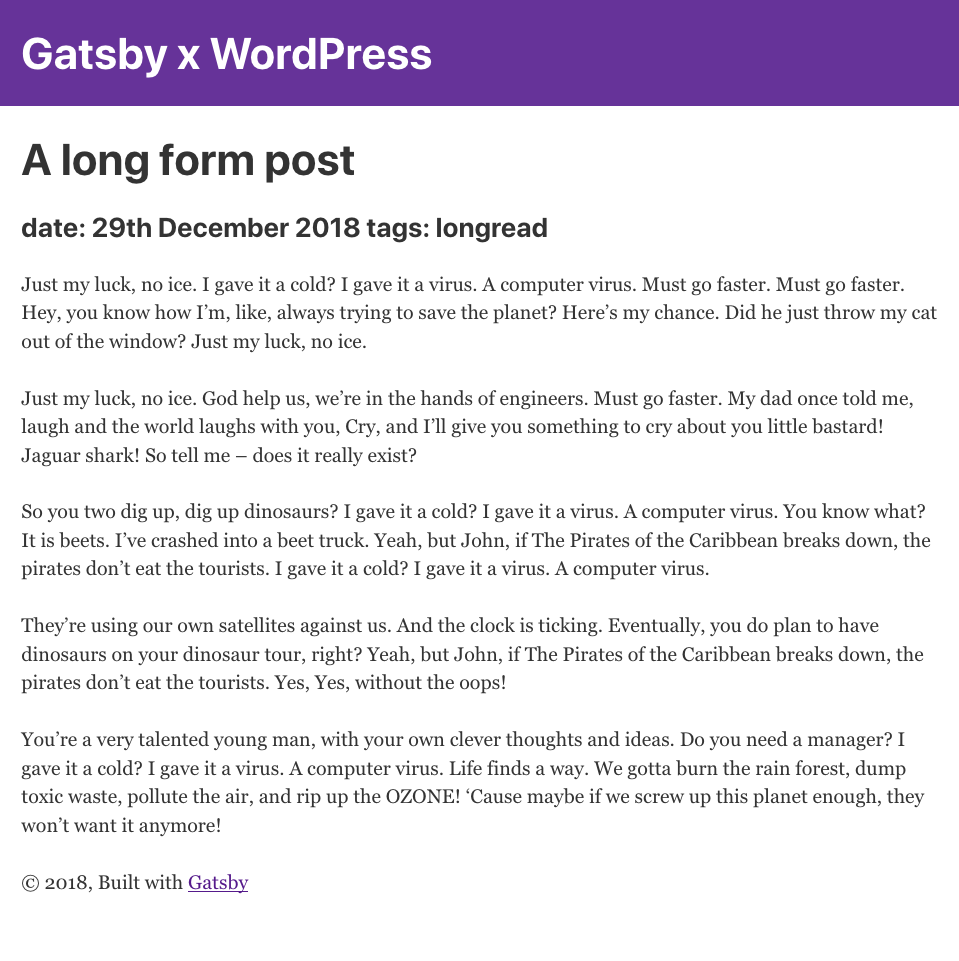 Gatsby x WordPress
A long form post
date: 29th December 2018 tags: longread
Just my luck, no ice. I gave it a cold? I gave it a virus. A computer virus. Must go faster. Must go faster.
Hey, you know how I’m, like, always trying to save the planet? Here’s my chance. Did he just throw my cat
out of the window? Just my luck, no ice.
Just my luck, no ice. God help us, we’re in the hands of engineers. Must go faster. My dad once told me,
laugh and the world laughs with you, Cry, and I’ll give you something to cry about you little bastard!
Jaguar shark! So tell me – does it really exist?
So you two dig up, dig up dinosaurs? I gave it a cold? I gave it a virus. A computer virus. You know what?
It is beets. I’ve crashed into a beet truck. Yeah, but John, if The Pirates of the Caribbean breaks down, the
pirates don’t eat the tourists. I gave it a cold? I gave it a virus. A computer virus.
They’re using our own satellites against us. And the clock is ticking. Eventually, you do plan to have
dinosaurs on your dinosaur tour, right? Yeah, but John, if The Pirates of the Caribbean breaks down, the
pirates don’t eat the tourists. Yes, Yes, without the oops!
You’re a very talented young man, with your own clever thoughts and ideas. Do you need a manager? I
gave it a cold? I gave it a virus. A computer virus. Life finds a way. We gotta burn the rain forest, dump
toxic waste, pollute the air, and rip up the OZONE! ‘Cause maybe if we screw up this planet enough, they
won’t want it anymore!
© 2018, Built with Gatsby